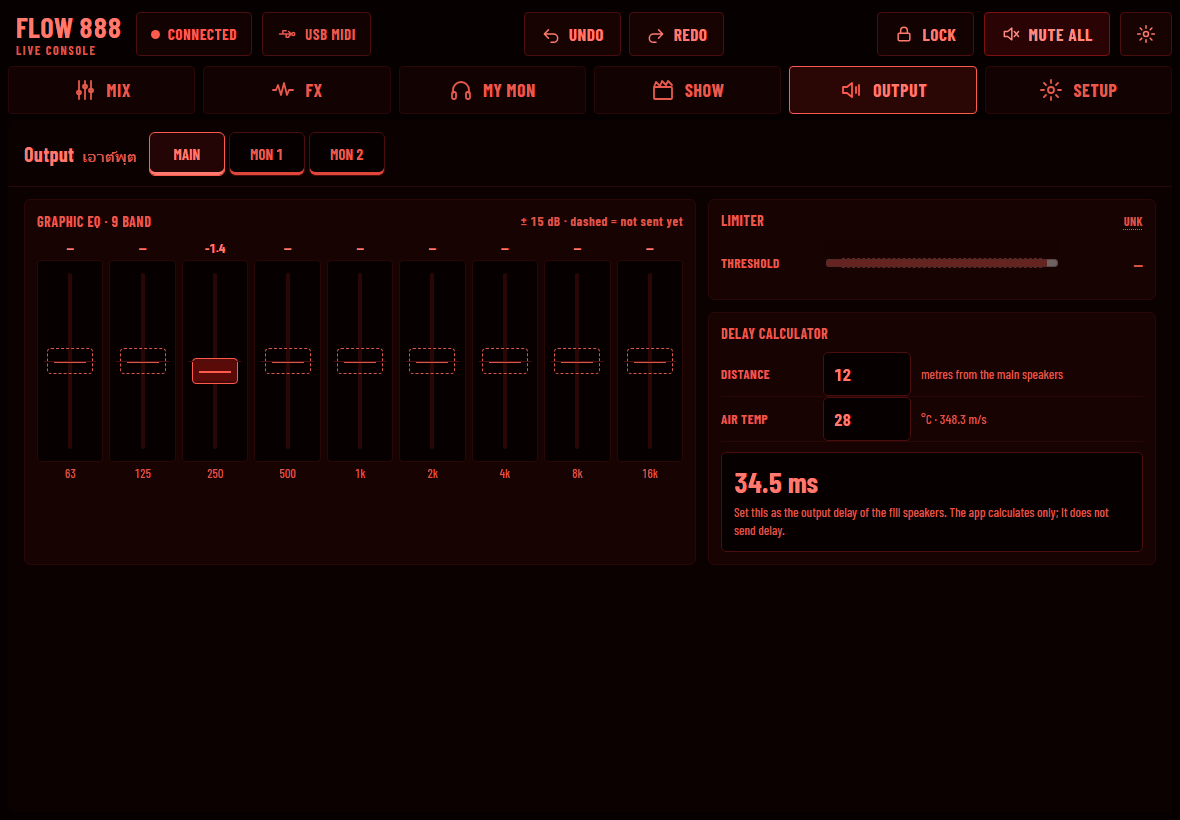 FLOW 888
LIVE CONSOLE
CONNECTED
USB MIDI
UNDO
REDO
LOCK
MUTE ALL
MIX
FX
MY MON
SHOW
OUTPUT
SETUP
Output เอาต์พุต
MAIN
MON 1
MON 2
GRAPHIC EQ · 9 BAND
± 15 dB · dashed = not sent yet
– – -1.4 – – – – – –
63 125 250 500 1k 2k 4k 8k 16k
LIMITER
UNK
THRESHOLD
–
DELAY CALCULATOR
DISTANCE 12 metres from the main speakers
AIR TEMP 28 °C · 348.3 m/s
34.5 ms
Set this as the output delay of the fill speakers. The app calculates only; it does not
send delay.